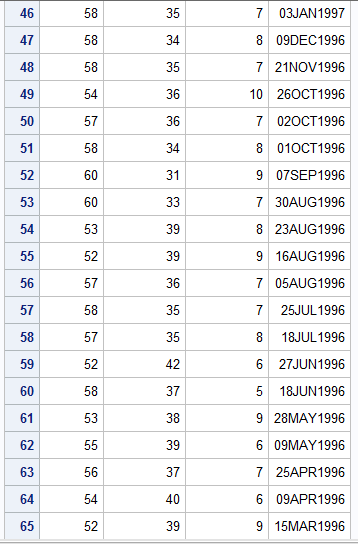 46 58 35 7 03JAN1997
47 58 34 8 09DEC1996
48 58 35 7 21NOV1996
49 54 36 10 26OCT1996
50 57 36 7 02OCT1996
51 58 34 8 01OCT1996
52 60 31 9 07SEP1996
53 60 33 7 30AUG1996
54 53 39 8 23AUG1996
55 52 39 9 16AUG1996
56 57 36 7 05AUG1996
57 58 35 7 25JUL1996
58 57 35 8 18JUL1996
59 52 42 6 27JUN1996
60 58 37 5 18JUN1996
61 53 38 9 28MAY1996
62 55 39 6 09MAY1996
63 56 37 7 25APR1996
64 54 40 6 09APR1996
65 52 39 9 15MAR1996